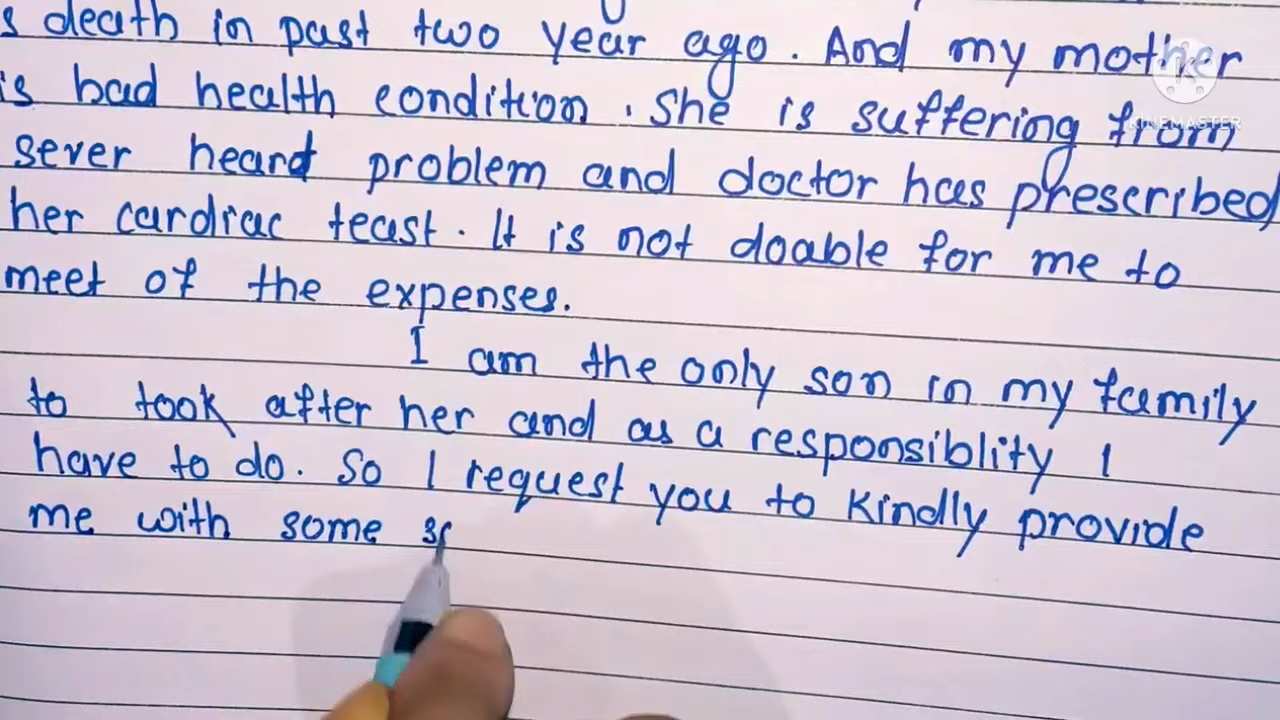 s death in past two year ago. And my mother
is bad health condition. She is suffering from
sever heard problem and doctor has prescribed
her cardiac teast. It is not doable for me to
meet of the expenses.
I am the only son in my family
to took after her and as a responsiblity I
have to do. So I request you to kindly provide
me with some 30
KINEMASTER